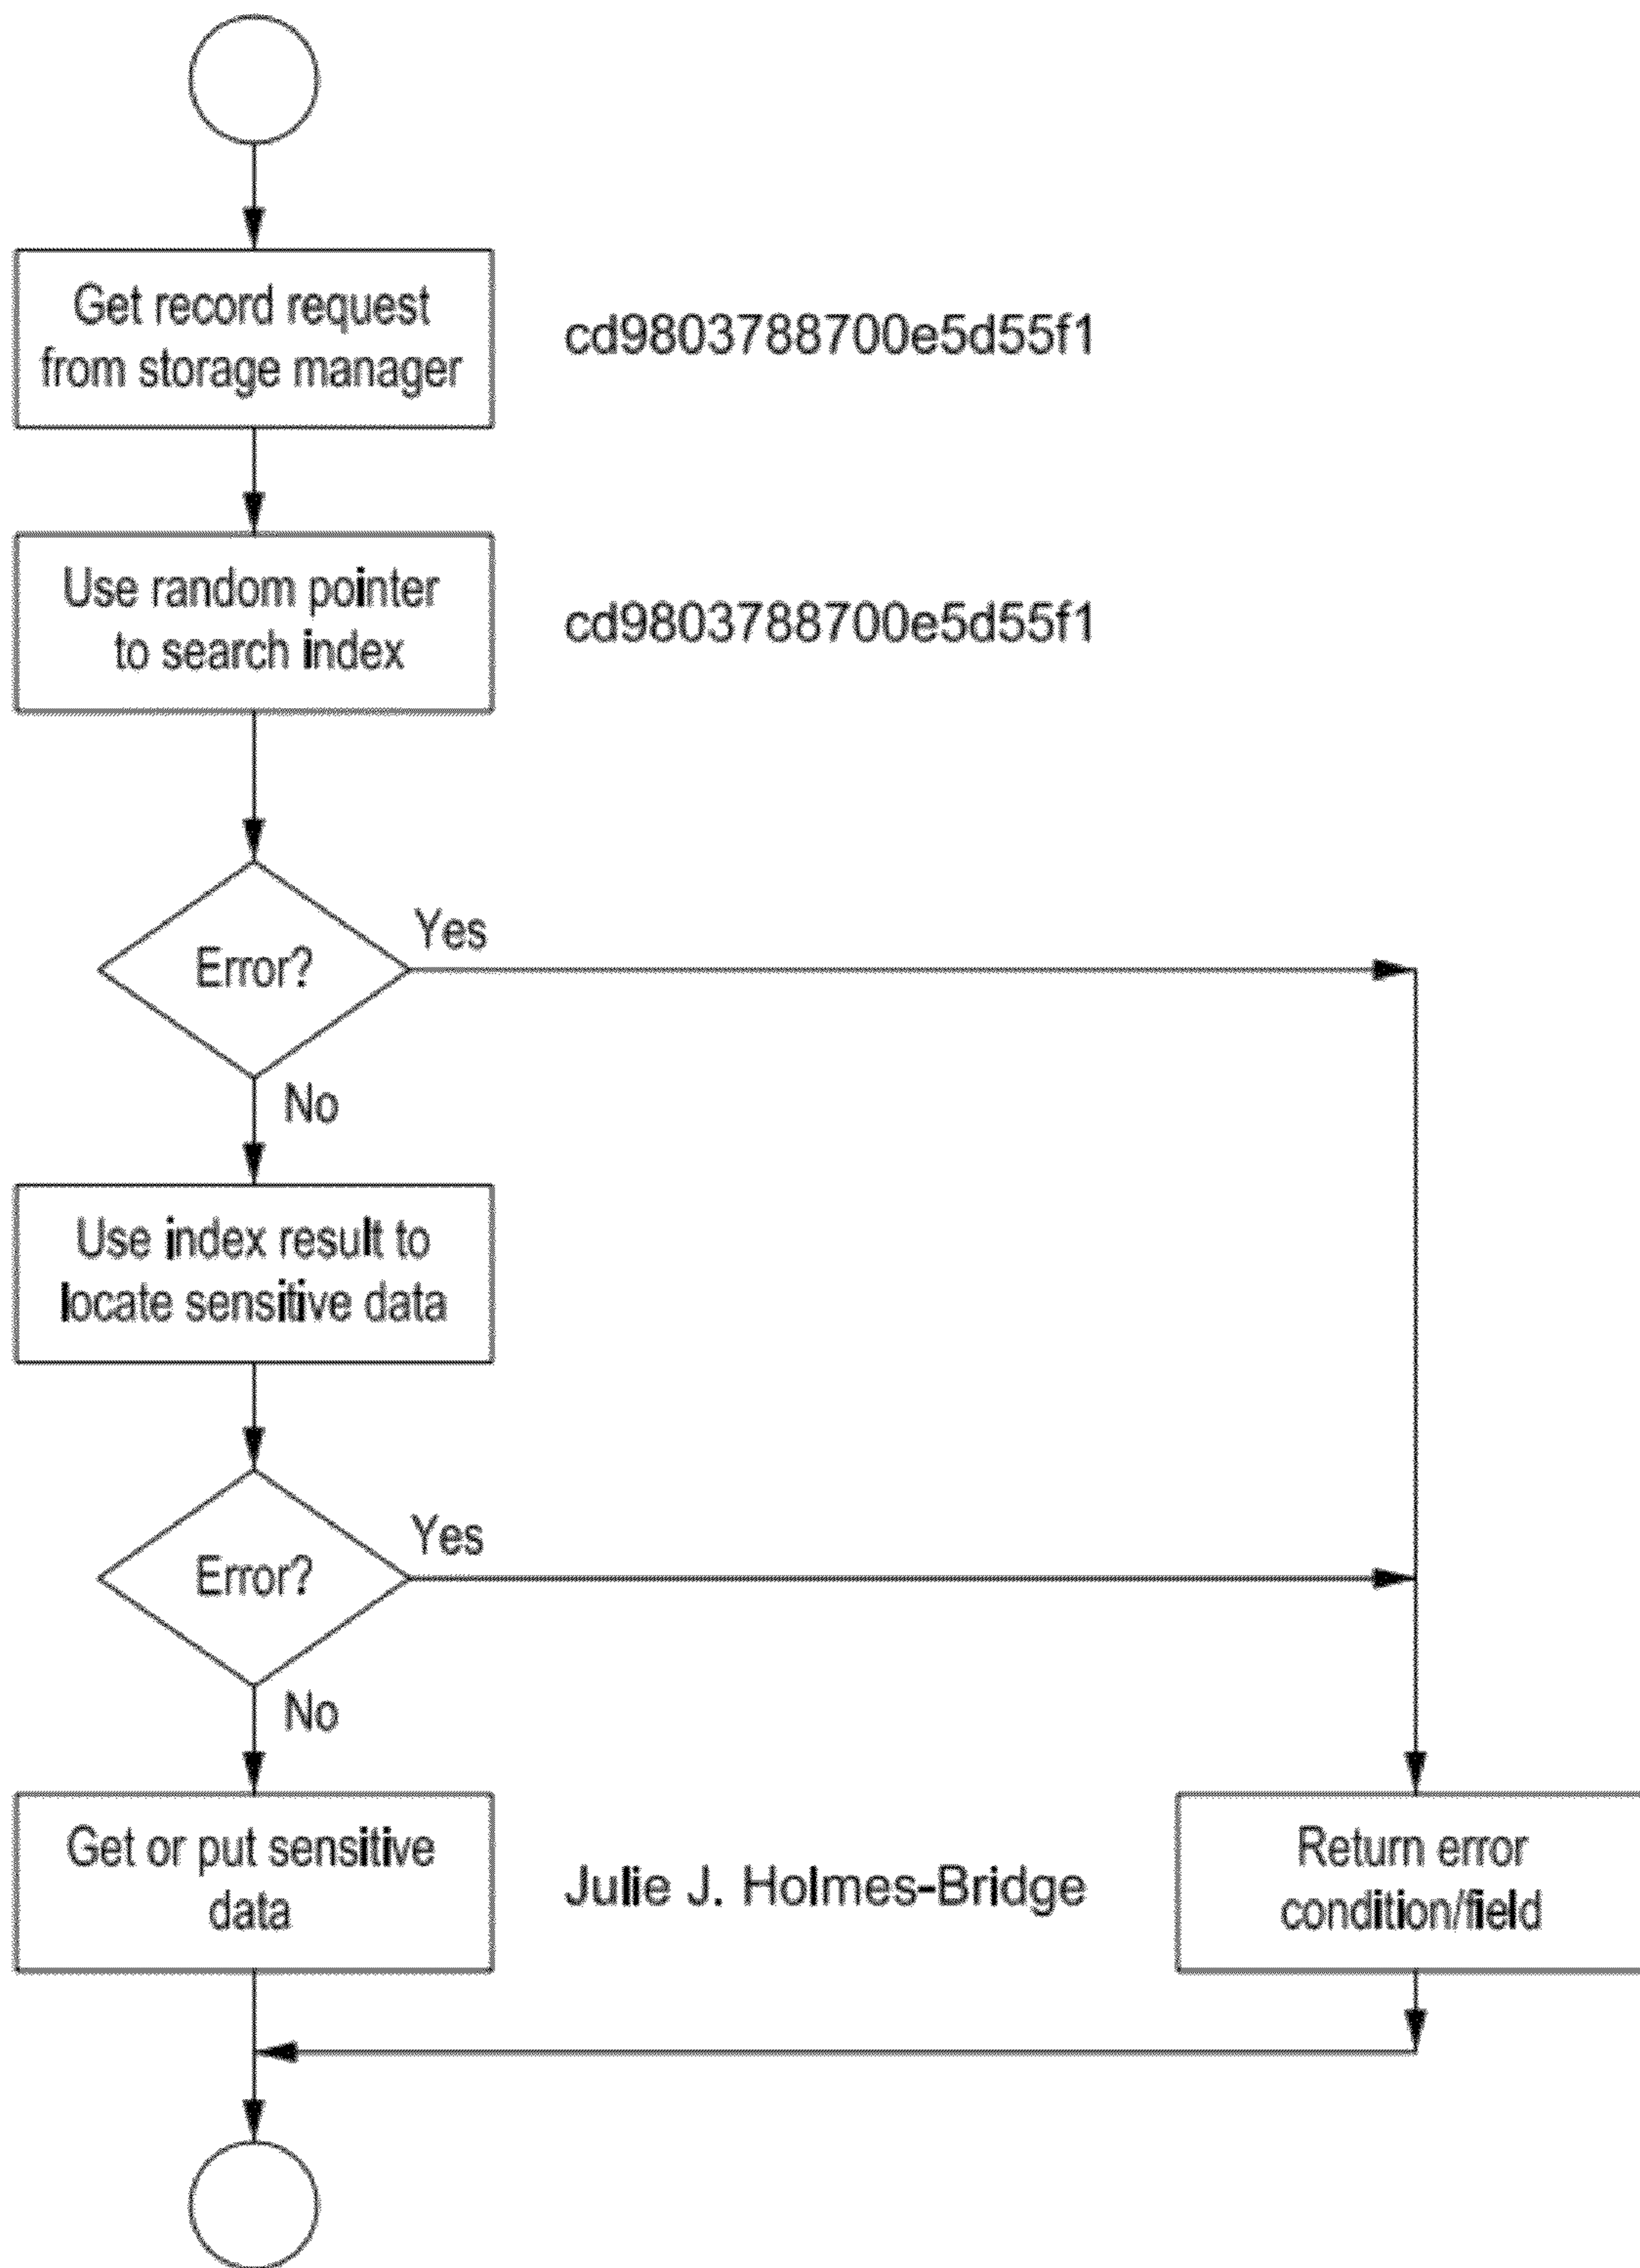 Get record request
from storage manager
cd9803788700e5d55f1
Use random pointer
to search index
cd9803788700e5d55f1
Error?
Yes
No
Use index result to
locate sensitive data
Error?
Yes
No
Get or put sensitive
data
Julie J. Holmes-Bridge
Return error
condition/field